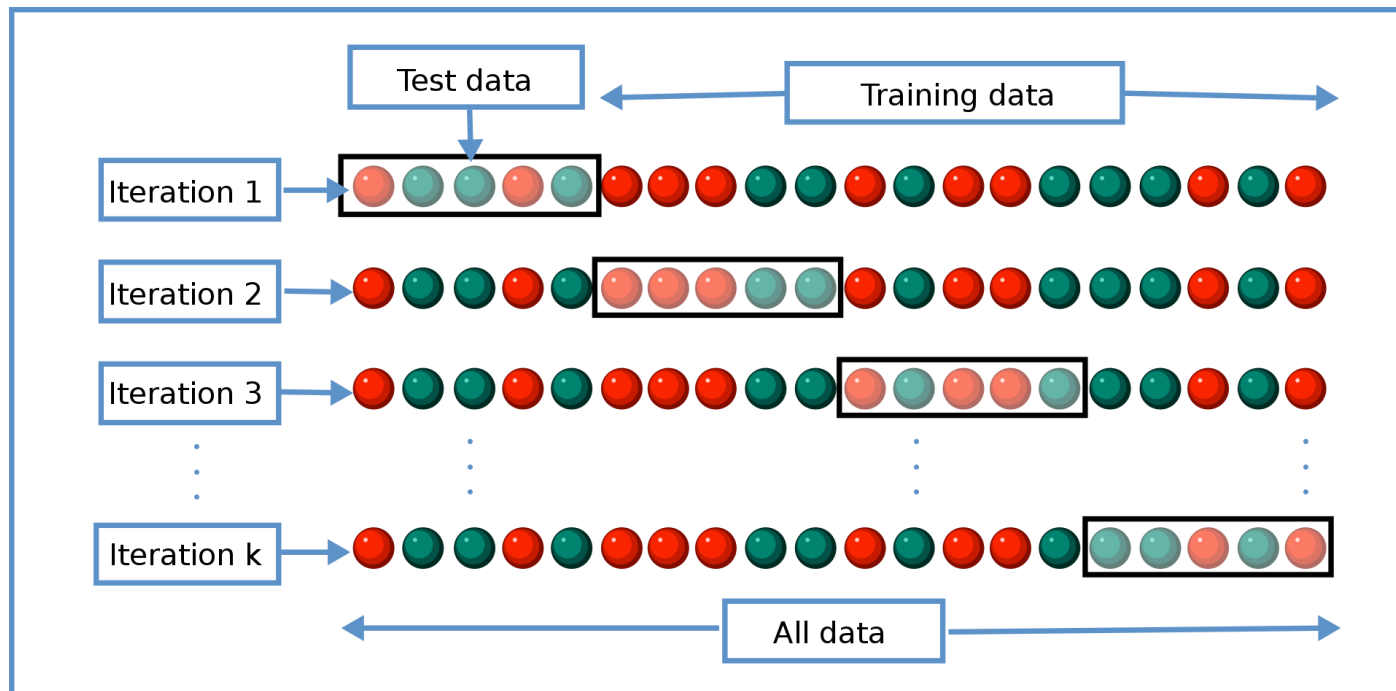 Test data
Training data
Iteration 1
Iteration 2
Iteration 3
Iteration k
All data